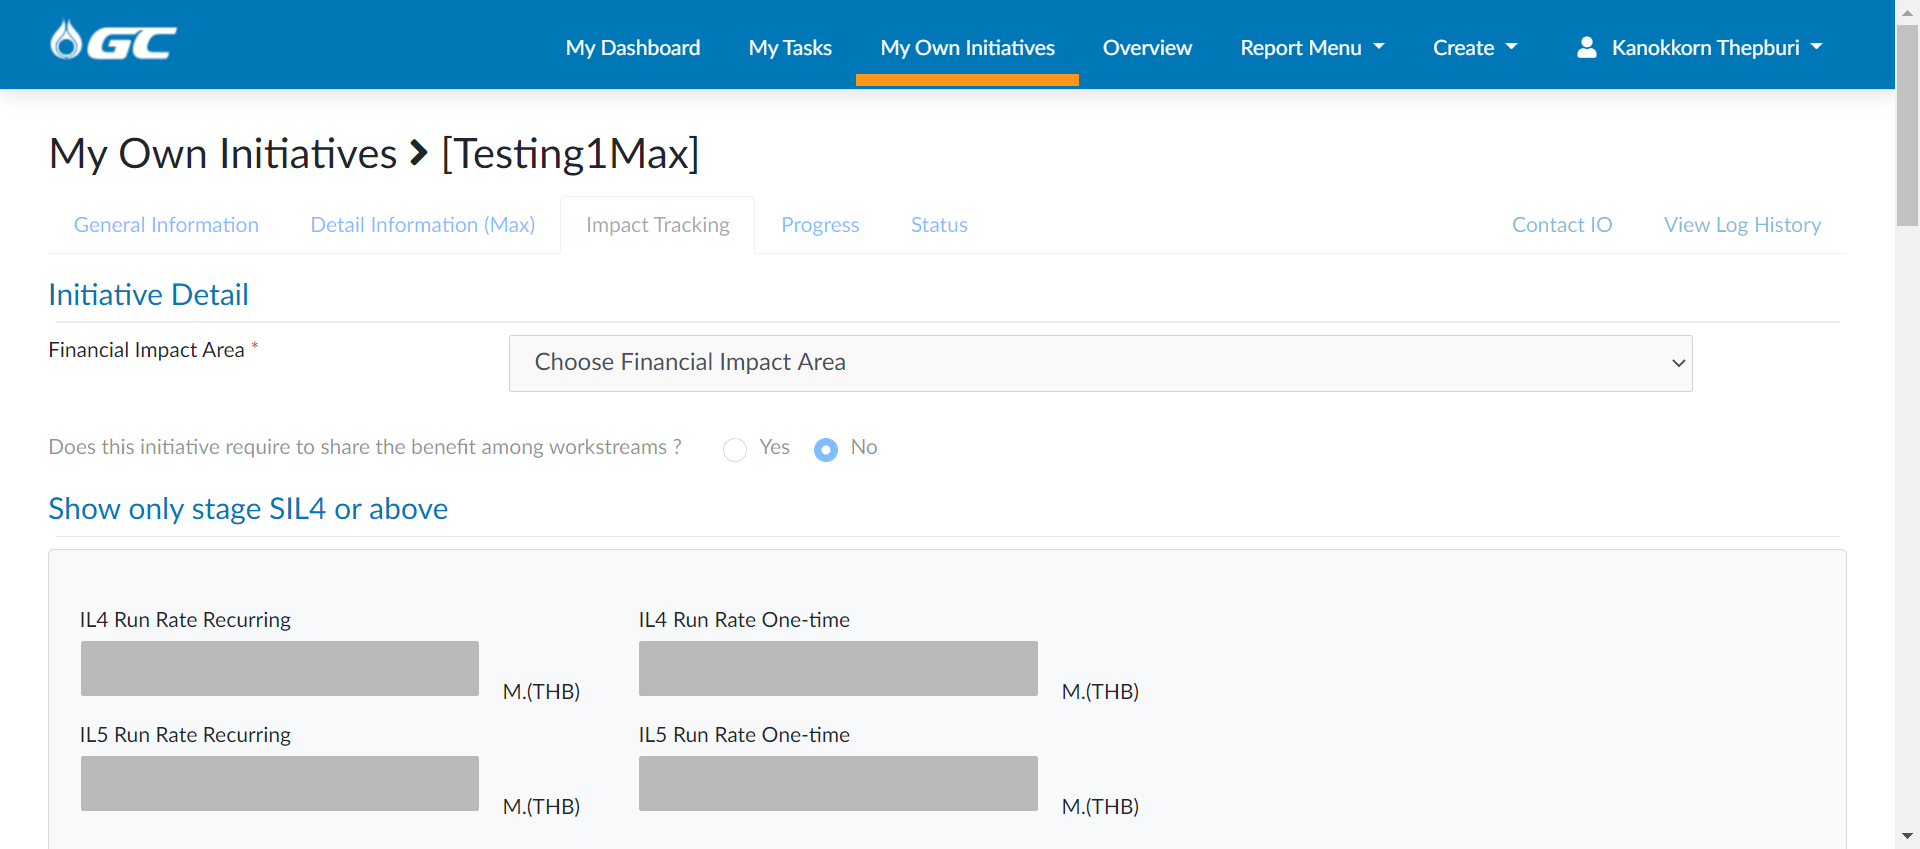 GC
My Dashboard My Tasks My Own Initiatives Overview Report Menu Create Kanokkorn Thepburi
My Own Initiatives > [Testing1Max]
General Information Detail Information (Max) Impact Tracking Progress Status Contact IO View Log History
Initiative Detail
Financial Impact Area * Choose Financial Impact Area
Does this initiative require to share the benefit among workstreams ? Yes No
Show only stage SIL4 or above
IL4 Run Rate Recurring IL4 Run Rate One-time
M.(THB) M.(THB)
IL5 Run Rate Recurring IL5 Run Rate One-time
M.(THB) M.(THB)